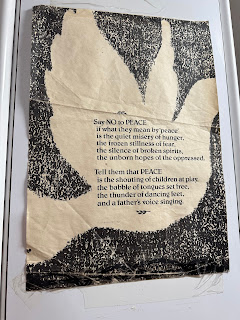 Say NO to PEACE
if what they mean by 'peace'
is the quiet misery of hunger,
the frozen stillness of fear,
the silence of broken spirits,
the unborn hopes of the oppressed.
Tell them that PEACE
is the shouting of children at play,
the babble of tongues set free,
the thunder of dancing feet,
and a father's voice singing